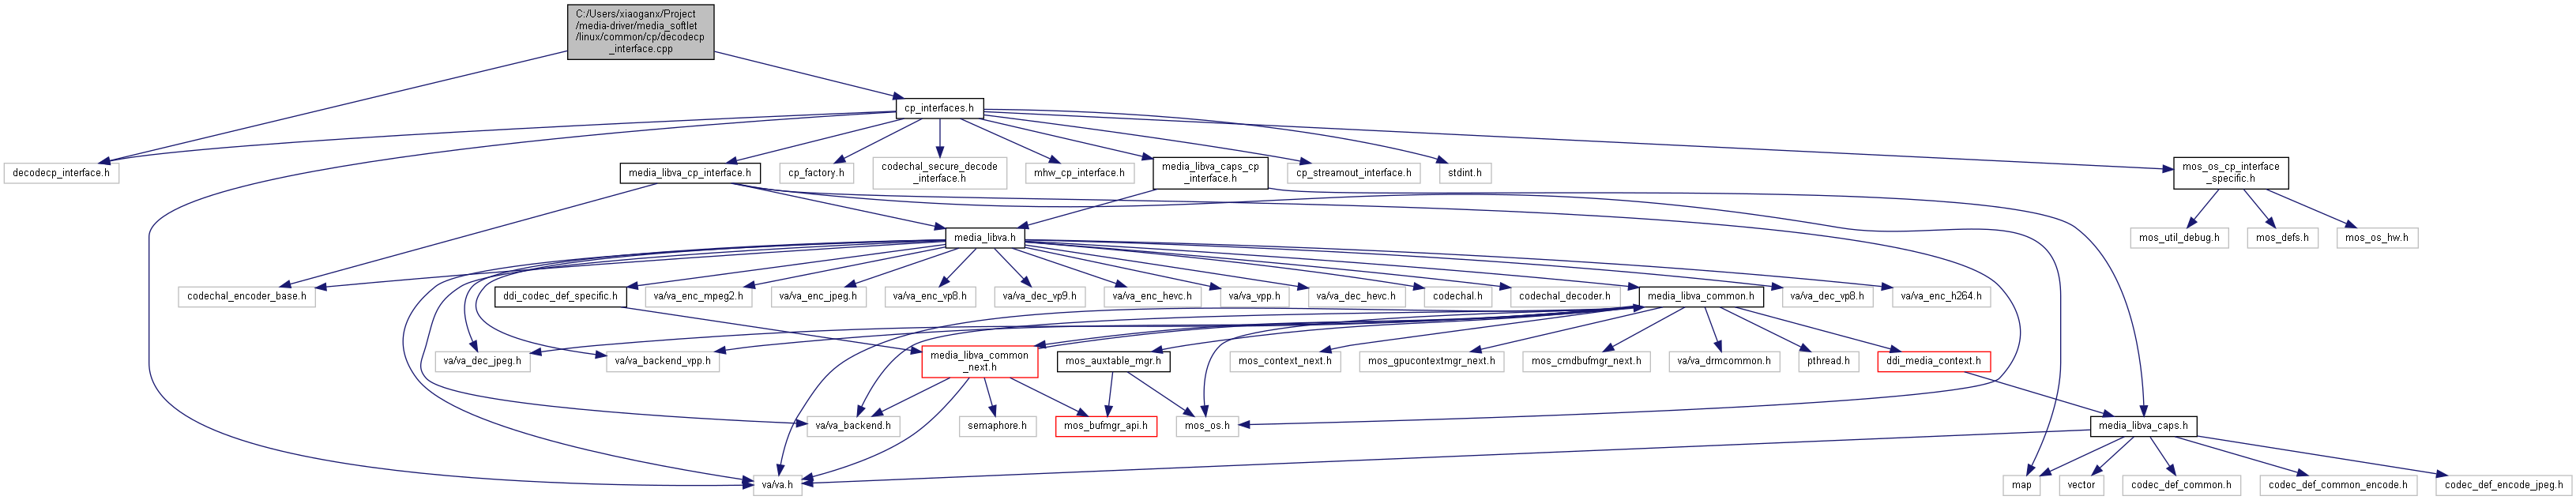 C:/Users/xiaoganx/Project
/media-driver/media_softlet
/linux/common/cp/decodecp
_interface.cpp
cp_interfaces.h
decodecp_interface.h
media_libva_cp_interface.h
cp_factory.h
codechal_secure_decode
_interface.h
mhw_cp_interface.h
media_libva_caps_cp
_interface.h
cp_streamout_interface.h
stdint.h
mos_os_cp_interface
_specific.h
media_libva.h
mos_util_debug.h
mos_defs.h
mos_os_hw.h
codechal_encoder_base.h
ddi_codec_def_specific.h
va/va_enc_mpeg2.h
va/va_enc_jpeg.h
va/va_enc_vp8.h
va/va_dec_vp9.h
va/va_enc_hevc.h
va/va_vpp.h
va/va_dec_hevc.h
codechal.h
codechal_decoder.h
media_libva_common.h
va/va_dec_vp8.h
va/va_enc_h264.h
va/va_dec_jpeg.h
va/va_backend_vpp.h
media_libva_common
_next.h
mos_auxtable_mgr.h
mos_context_next.h
mos_gpucontextmgr_next.h
mos_cmdbufmgr_next.h
va/va_drmcommon.h
pthread.h
ddi_media_context.h
va/va_backend.h
semaphore.h
mos_bufmgr_api.h
mos_os.h
media_libva_caps.h
va/va.h
map
vector
codec_def_common.h
codec_def_common_encode.h
codec_def_encode_jpeg.h